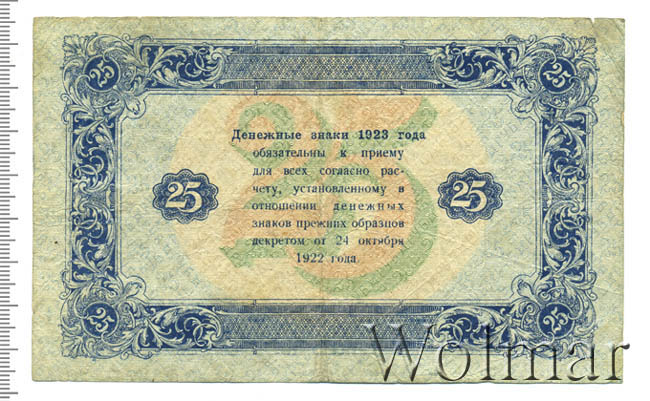 25 25
25
Денежные знаки 1923 года
обязательны к приему
для всех согласно рас-
чету, установленному в
отношении денежных
знаков прежних образцов
декретом от 24 октября
1922 года.
25 25
25 25
Wolmar